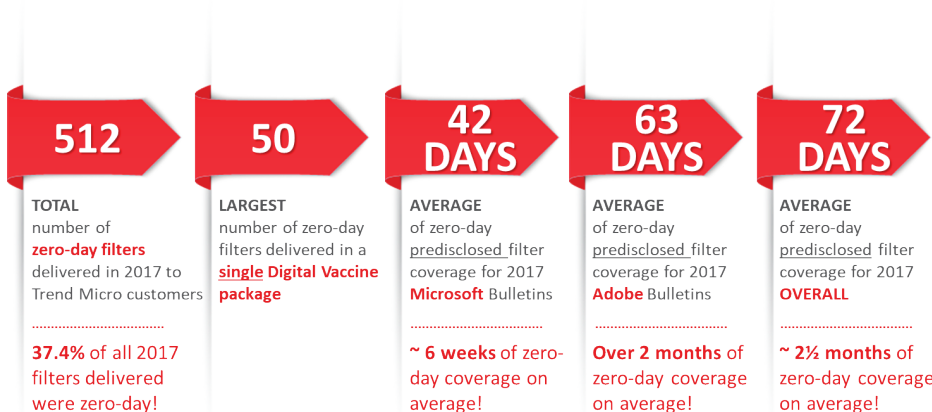 512
TOTAL
number of
zero-day filters
delivered in 2017 to
Trend Micro customers
37.4% of all 2017
filters delivered
were zero-day!
50
LARGEST
number of zero-day
filters delivered in a
single Digital Vaccine
package
42
DAYS
AVERAGE
of zero-day
predisclosed filter
coverage for 2017
Microsoft Bulletins
~ 6 weeks of zero-
day coverage on
average!
63
DAYS
AVERAGE
of zero-day
predisclosed filter
coverage for 2017
Adobe Bulletins
Over 2 months of
zero-day coverage
on average!
72
DAYS
AVERAGE
of zero-day
predisclosed filter
coverage for 2017
OVERALL
~ 2½ months of
zero-day coverage
on average!